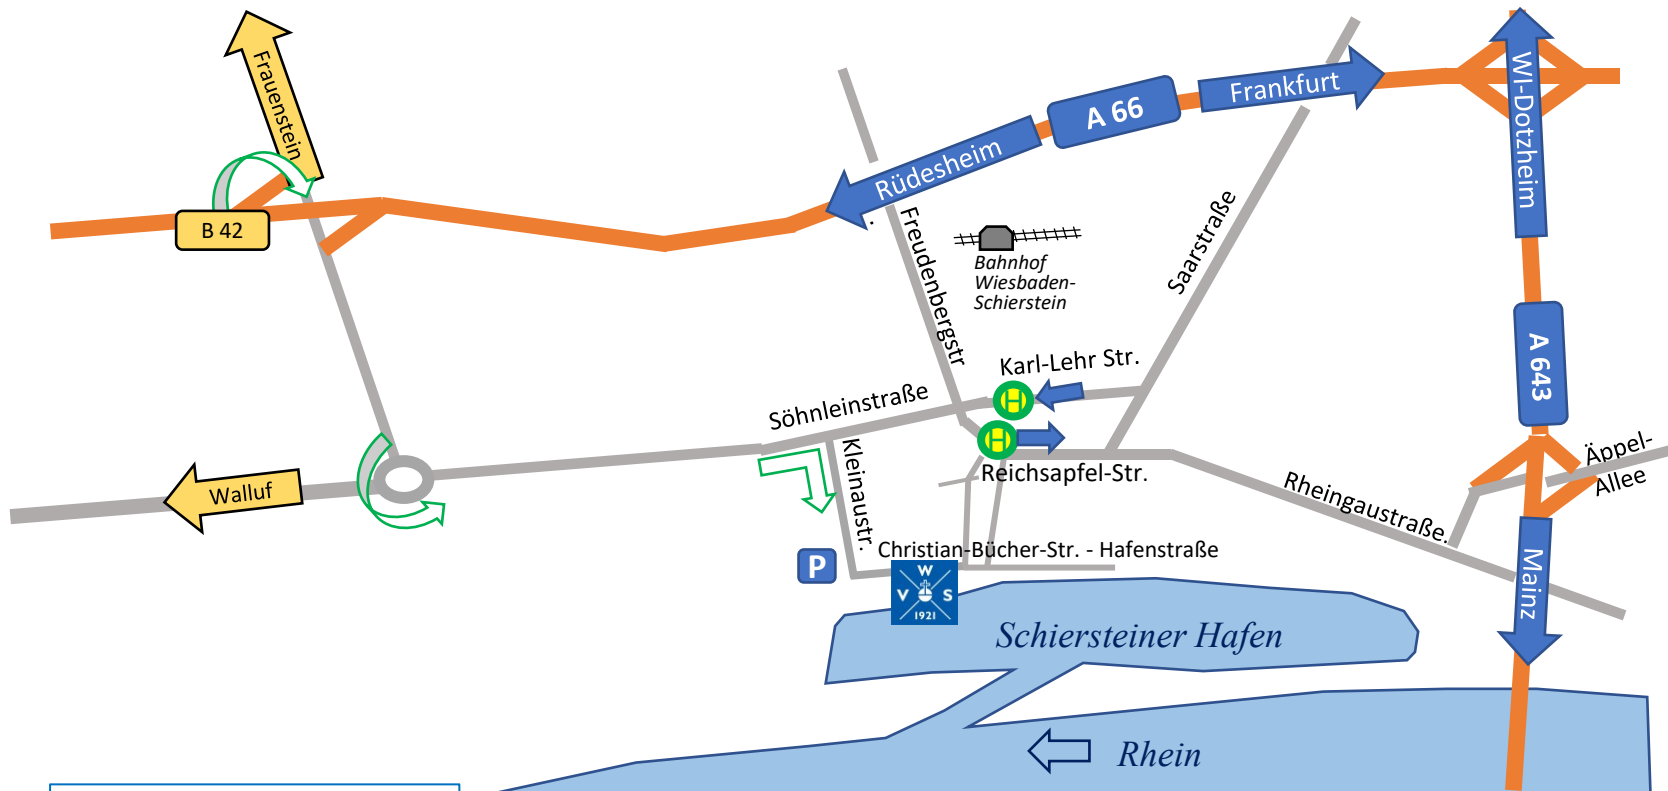 Frauenstein
B 42
Rüdesheim
A 66
Frankfurt
WI-Dotzheim
Freudenbergstr
.
Bahnhof
Wiesbaden-
Schierstein
Saarstraße
A 643
Karl-Lehr Str.
H
Söhnleinstraße
H
Reichsapfel-Str.
Kleinaustr.
Walluf
Rheingaustraße.
Äppel-
Allee
Christian-Bücher-Str. - Hafenstraße
P
W
V S
1921
Mainz
Schiersteiner Hafen
Rhein